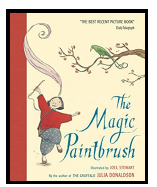 "THE BEST RECENT PICTURE BOOK"
Daily Telegraph
The
Magic
Paintbrush
Illustrated by JOEL STEWART
By the author of THE GRUFFALO JULIA DONALDSON